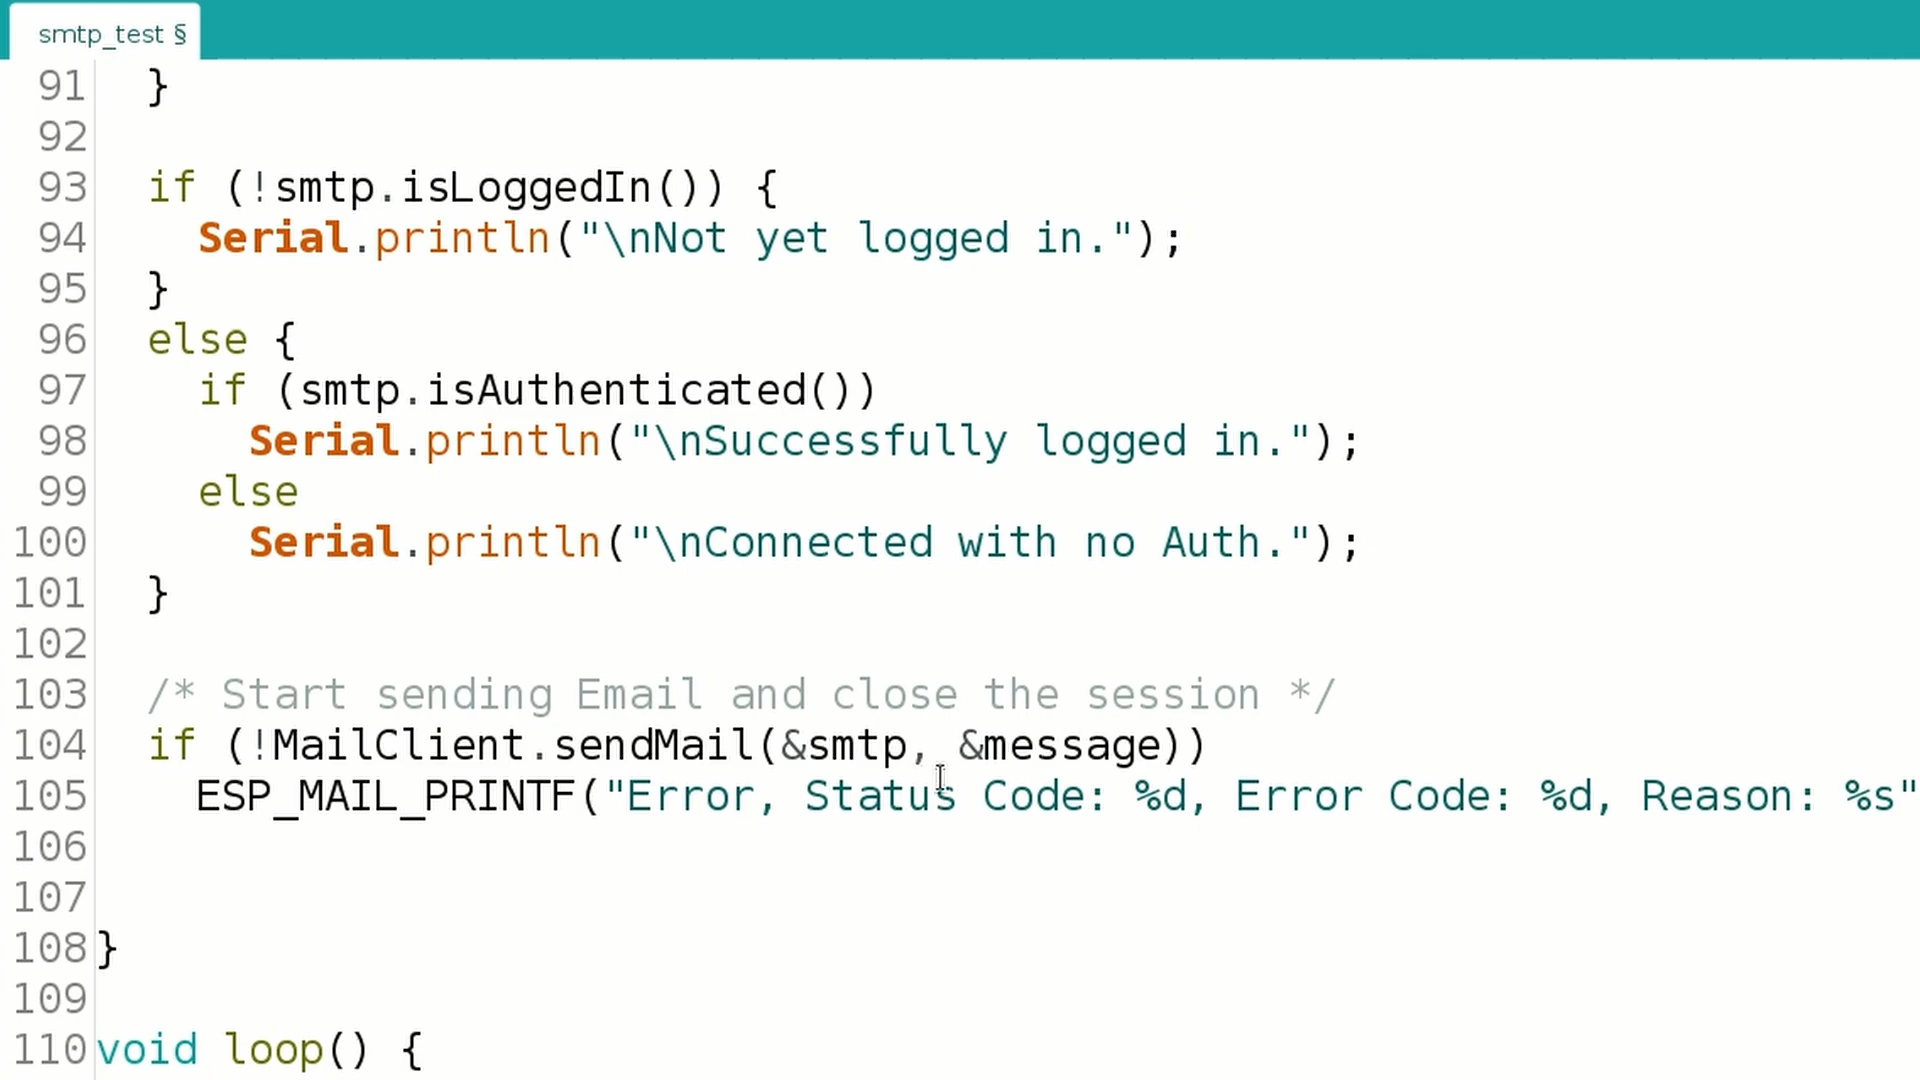 smtp_test §
91 }
92
93 if (!smtp.isLoggedIn()) {
94 Serial.println("\nNot yet logged in.");
95 }
96 else {
97 if (smtp.isAuthenticated())
98 Serial.println("\nSuccessfully logged in.");
99 else
100 Serial.println("\nConnected with no Auth.");
101 }
102
103 /* Start sending Email and close the session */
104 if (!MailClient.sendMail(&smtp, &message))
105 ESP_MAIL_PRINTF("Error, Status Code: %d, Error Code: %d, Reason: %s"
106
107
108 }
109
110 void loop() {